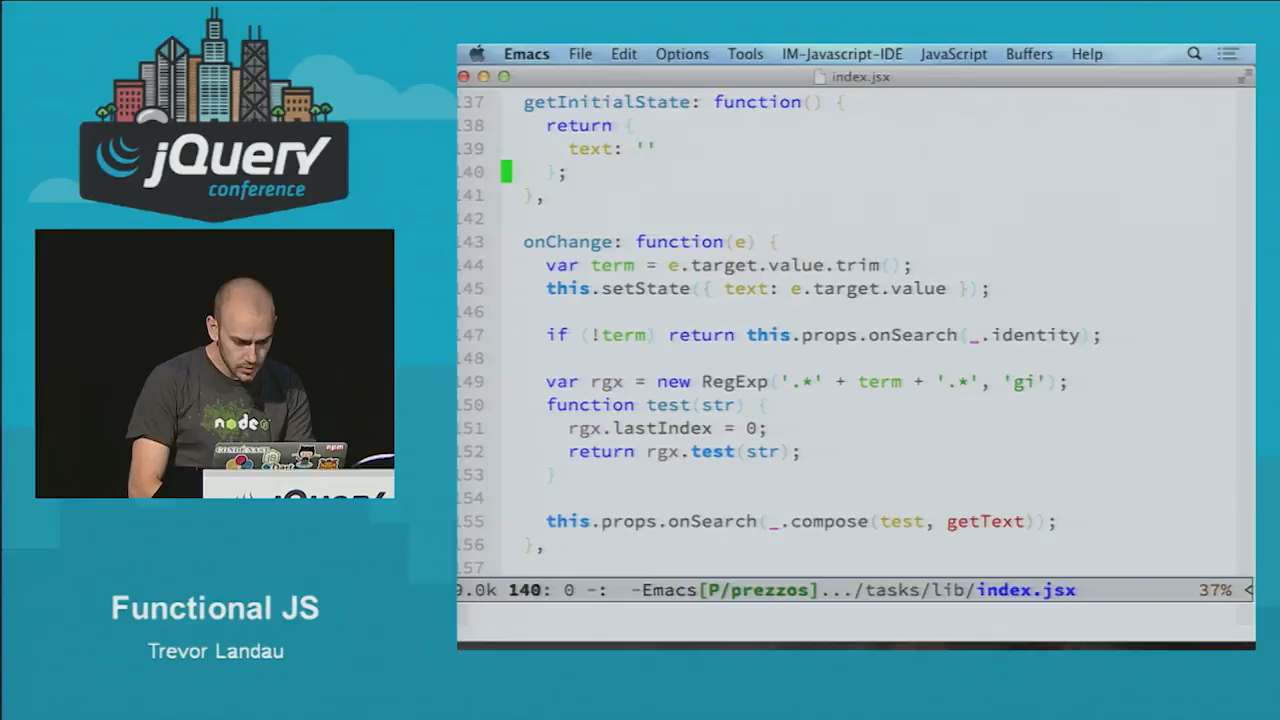 jQuery
conference
node
npm
jQuery
Functional JS
Trevor Landau
Emacs File Edit Options Tools IM-Javascript-IDE JavaScript Buffers Help
index.jsx
137 getInitialState: function() {
138 return {
139 text: ''
140 };
141 },
142
143 onChange: function(e) {
144 var term = e.target.value.trim();
145 this.setState({ text: e.target.value });
146
147 if (!term) return this.props.onSearch(_.identity);
148
149 var rgx = new RegExp('.*' + term + '.*', 'gi');
150 function test(str) {
151 rgx.lastIndex = 0;
152 return rgx.test(str);
153 }
154
155 this.props.onSearch(_.compose(test, getText));
156 },
157
9.0k 140: 0 -: -Emacs[P/prezzos].../tasks/lib/index.jsx 37% <